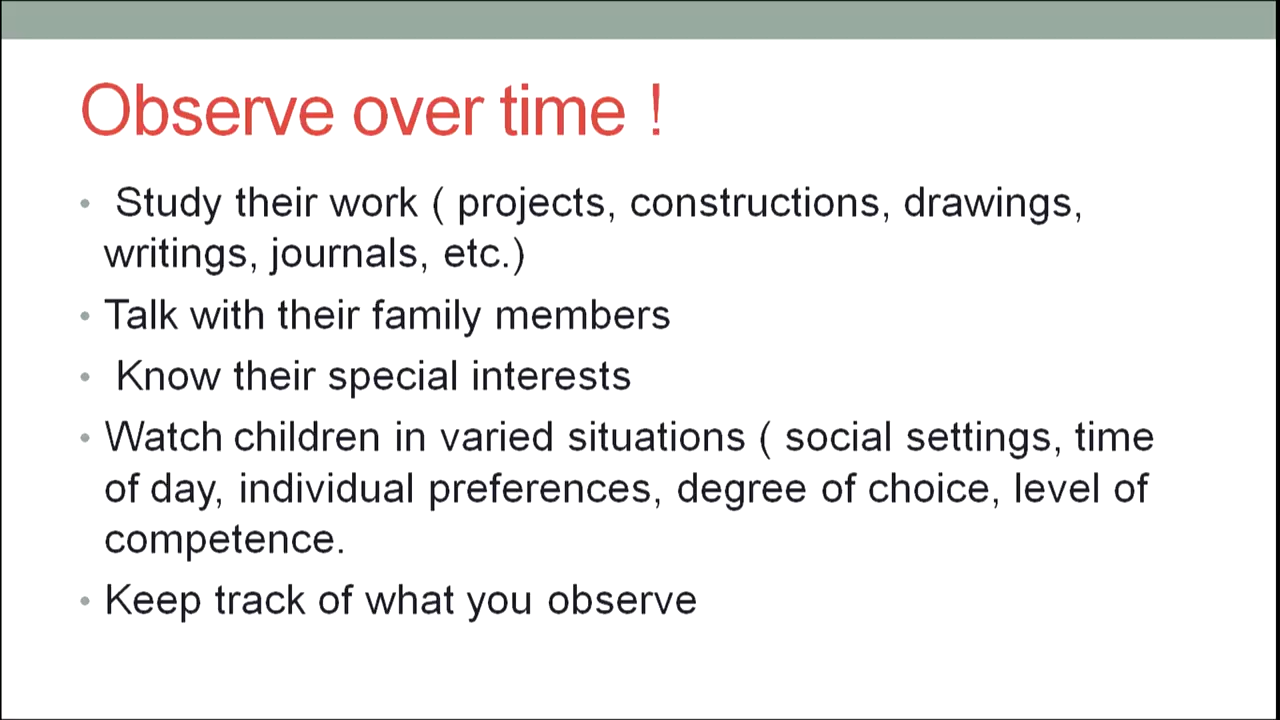 Observe over time !
• Study their work ( projects, constructions, drawings,
writings, journals, etc.)
• Talk with their family members
• Know their special interests
• Watch children in varied situations ( social settings, time
of day, individual preferences, degree of choice, level of
competence.
• Keep track of what you observe